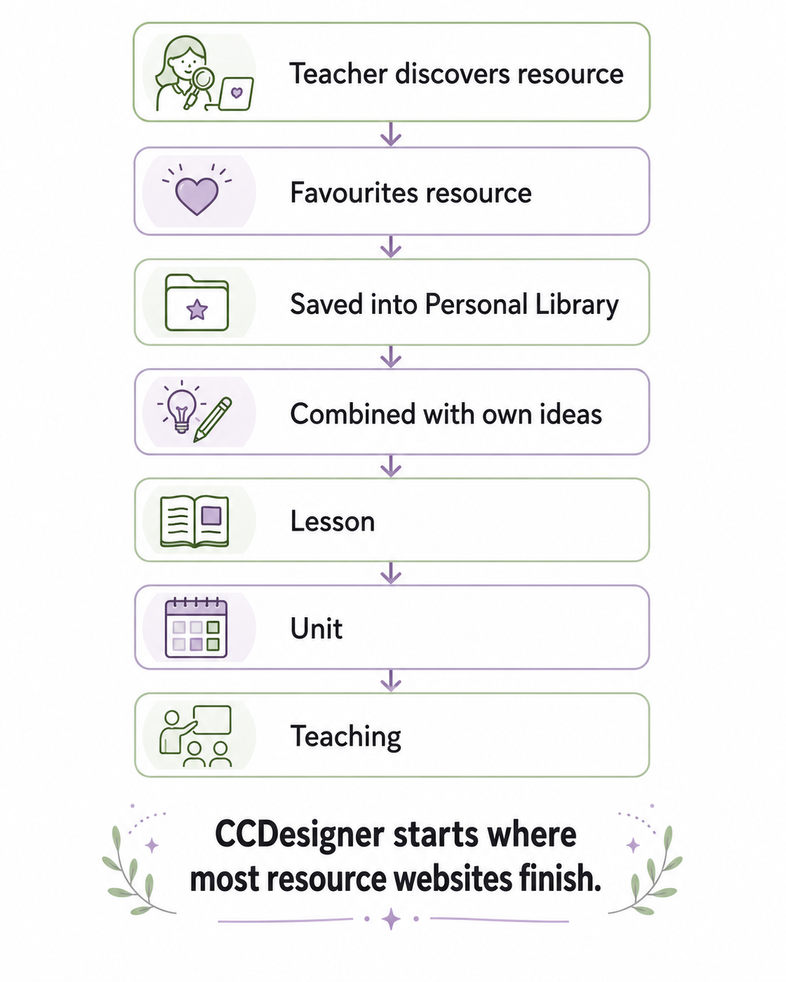 Teacher discovers resource
Favourites resource
Saved into Personal Library
Combined with own ideas
Lesson
Unit
Teaching
CCDesigner starts where
most resource websites finish.